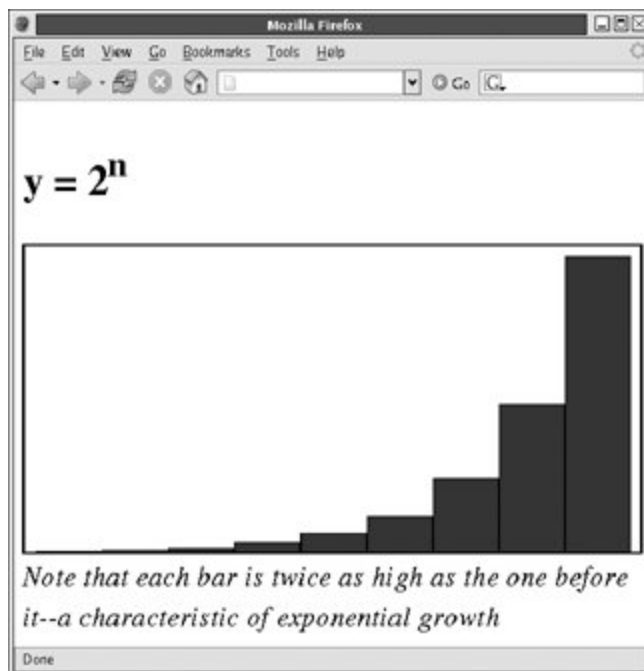 Mozilla Firefox
File Edit View Go Bookmarks Tools Help
Go G
y = 2ⁿ
Note that each bar is twice as high as the one before
it--a characteristic of exponential growth
Done